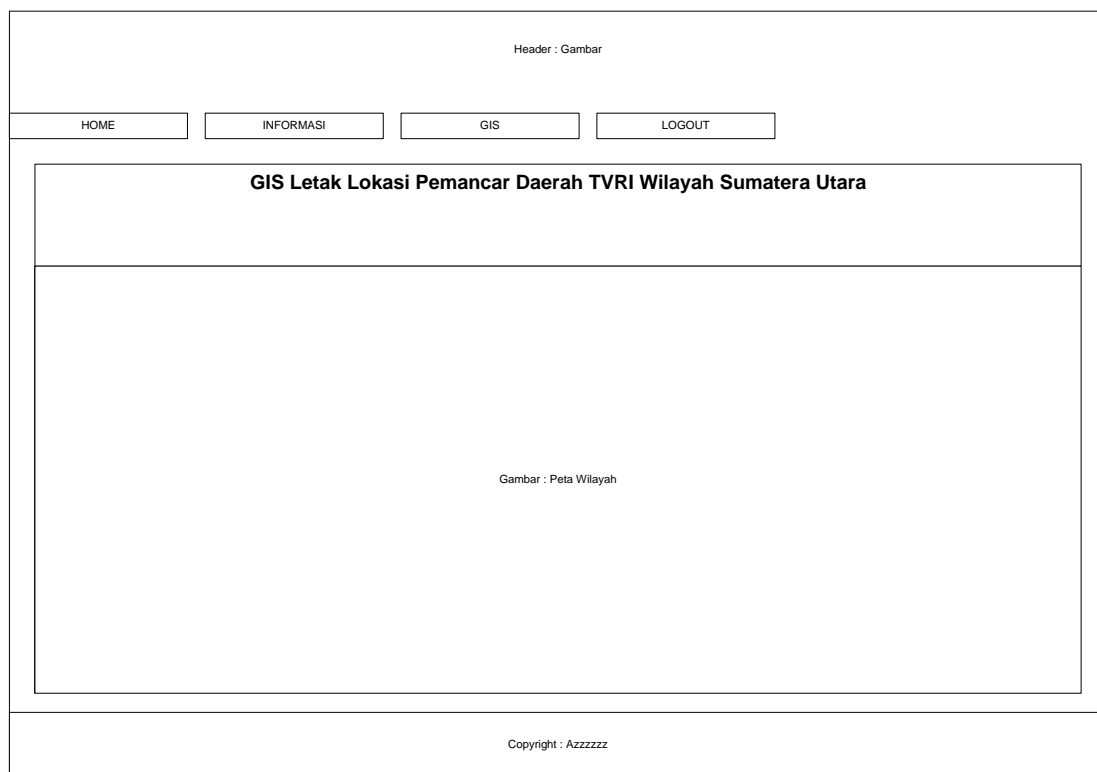 Header : Gambar
HOME
INFORMASI
GIS
LOGOUT
GIS Letak Lokasi Pemancar Daerah TVRI Wilayah Sumatera Utara
Gambar : Peta Wilayah
Copyright : Azzzzzz